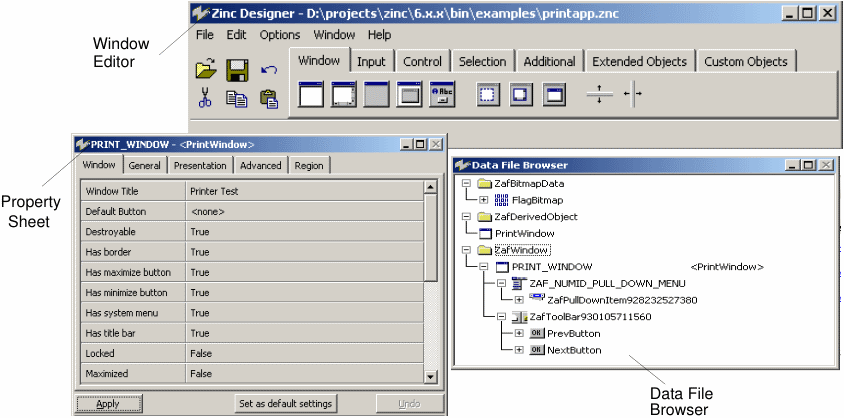 Zinc Designer - D:\projects\zinc\6.x.x\bin\examples\printapp.znc
Window
Editor
File Edit Options Window Help
Window Input Control Selection Additional Extended Objects Custom Objects
Abc
PRINT_WINDOW - <PrintWindow>
Window General Presentation Advanced Region
Property
Sheet
Window Title Printer Test
Default Button <none>
Destroyable True
Has border True
Has maximize button True
Has minimize button True
Has system menu True
Has title bar True
Locked False
Maximized False
Apply Set as default settings Undo
Data File Browser
ZafBitmapData
FlagBitmap
ZafDerivedObject
PrintWindow
ZafWindow
PRINT_WINDOW <PrintWindow>
ZAF_NUMID_PULL_DOWN_MENU
ZafPullDownItem928232527380
ZafToolBar930105711560
OK PrevButton
OK NextButton
Data File
Browser